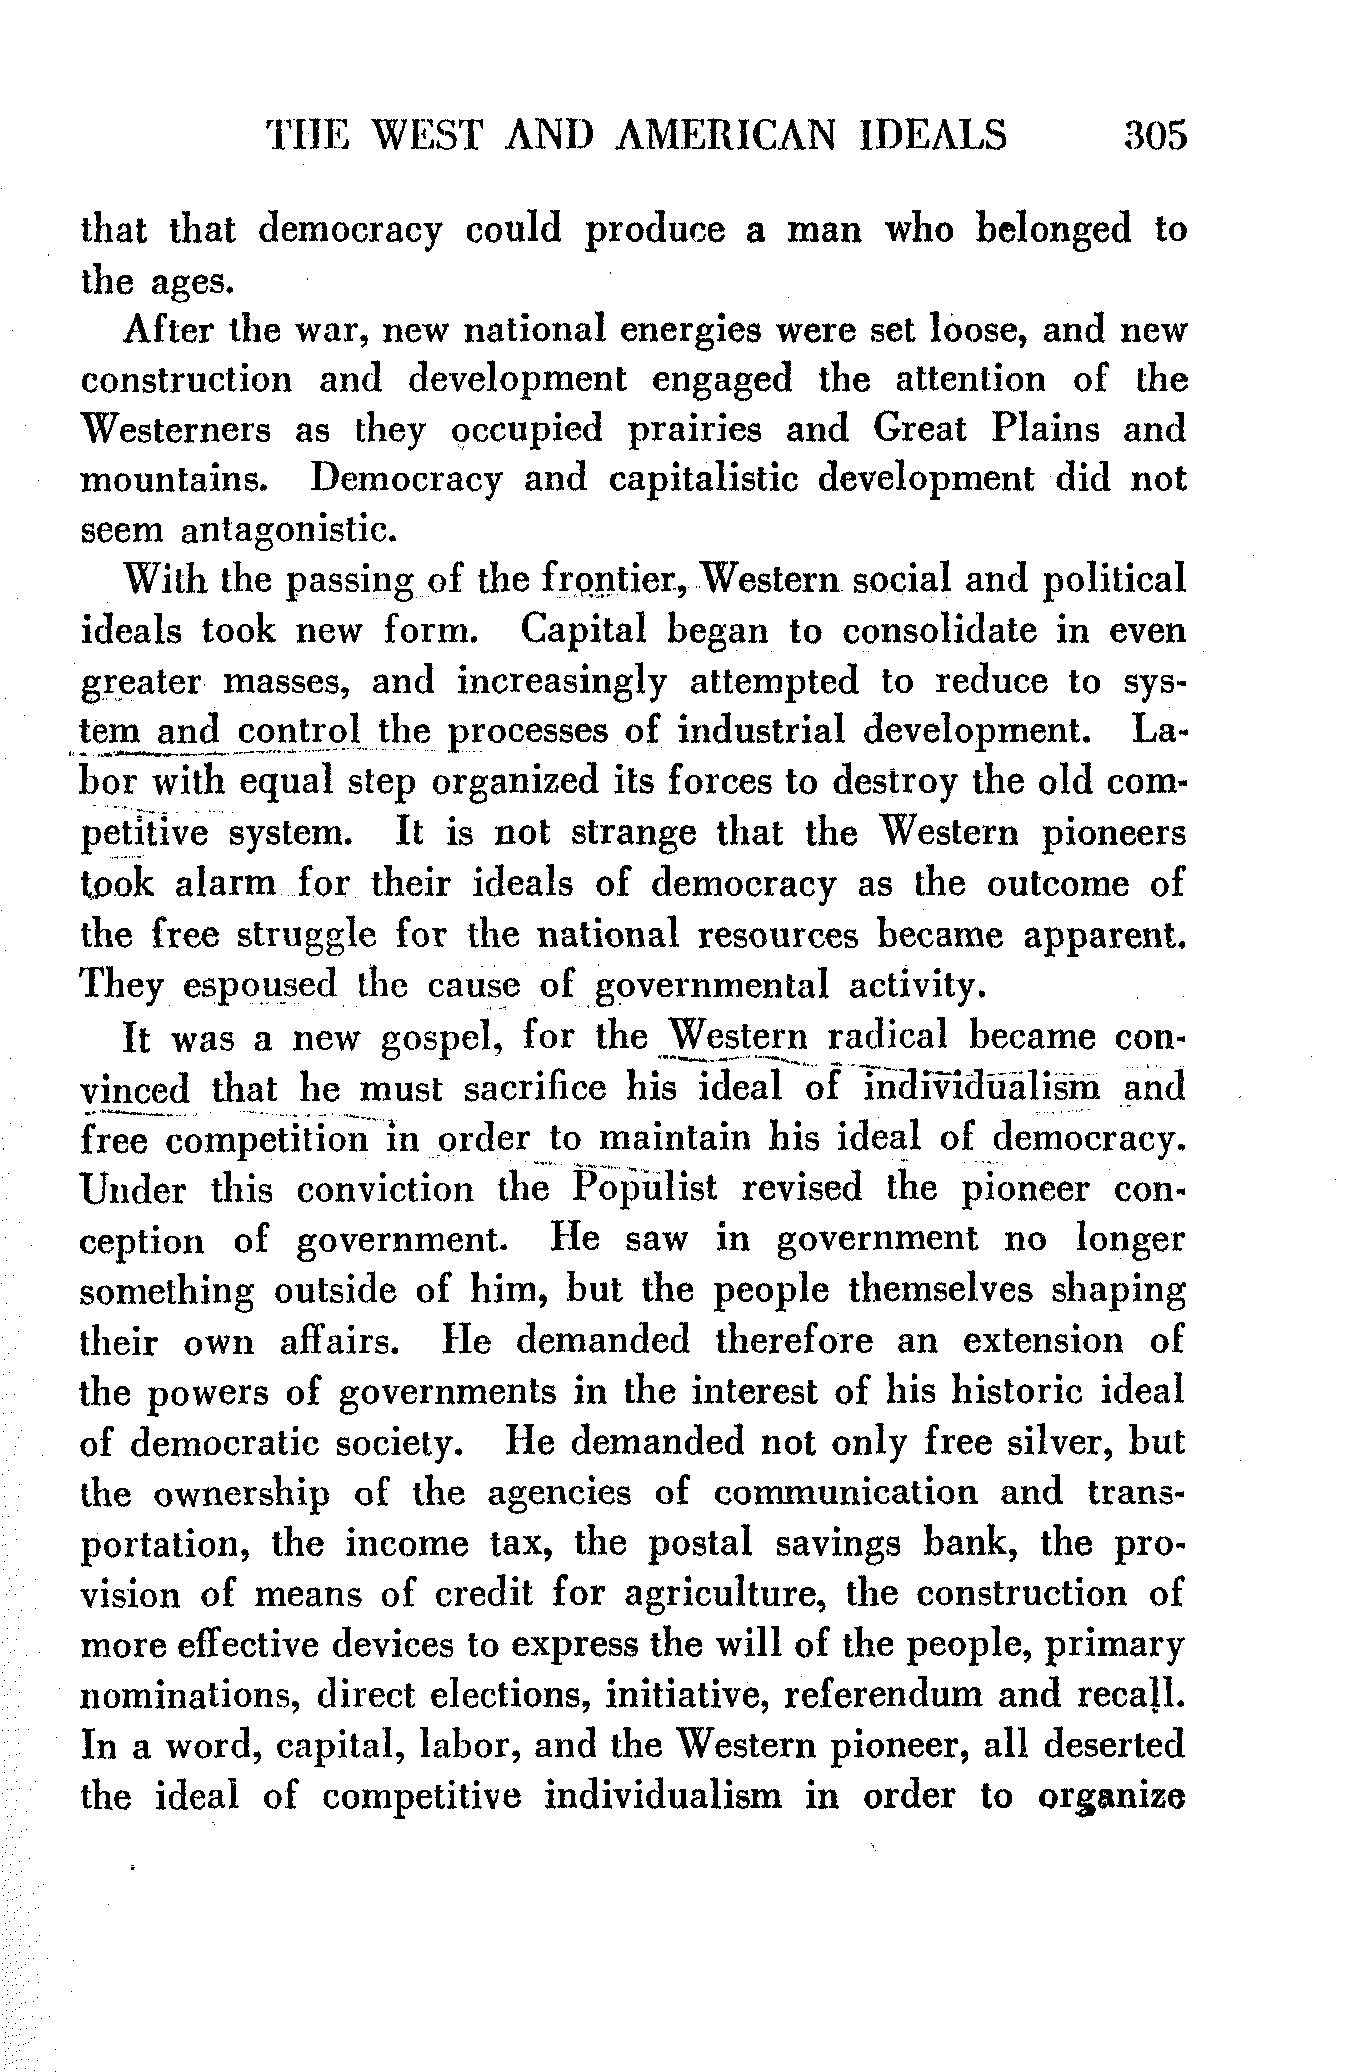 THE WEST AND AMERICAN IDEALS 305
that that democracy could produce a man who belonged to
the ages.
After the war, new national energies were set loose, and new
construction and development engaged the attention of the
Westerners as they occupied prairies and Great Plains and
mountains. Democracy and capitalistic development did not
seem antagonistic.
With the passing of the frontier, Western social and political
ideals took new form. Capital began to consolidate in even
greater masses, and increasingly attempted to reduce to sys-
tem and control the processes of industrial development. La-
bor with equal step organized its forces to destroy the old com-
petitive system. It is not strange that the Western pioneers
took alarm for their ideals of democracy as the outcome of
the free struggle for the national resources became apparent.
They espoused the cause of governmental activity.
It was a new gospel, for the Western radical became con-
vinced that he must sacrifice his ideal of individualism and
free competition in order to maintain his ideal of democracy.
Under this conviction the Populist revised the pioneer con-
ception of government. He saw in government no longer
something outside of him, but the people themselves shaping
their own affairs. He demanded therefore an extension of
the powers of governments in the interest of his historic ideal
of democratic society. He demanded not only free silver, but
the ownership of the agencies of communication and trans-
portation, the income tax, the postal savings bank, the pro-
vision of means of credit for agriculture, the construction of
more effective devices to express the will of the people, primary
nominations, direct elections, initiative, referendum and recall.
In a word, capital, labor, and the Western pioneer, all deserted
the ideal of competitive individualism in order to organize